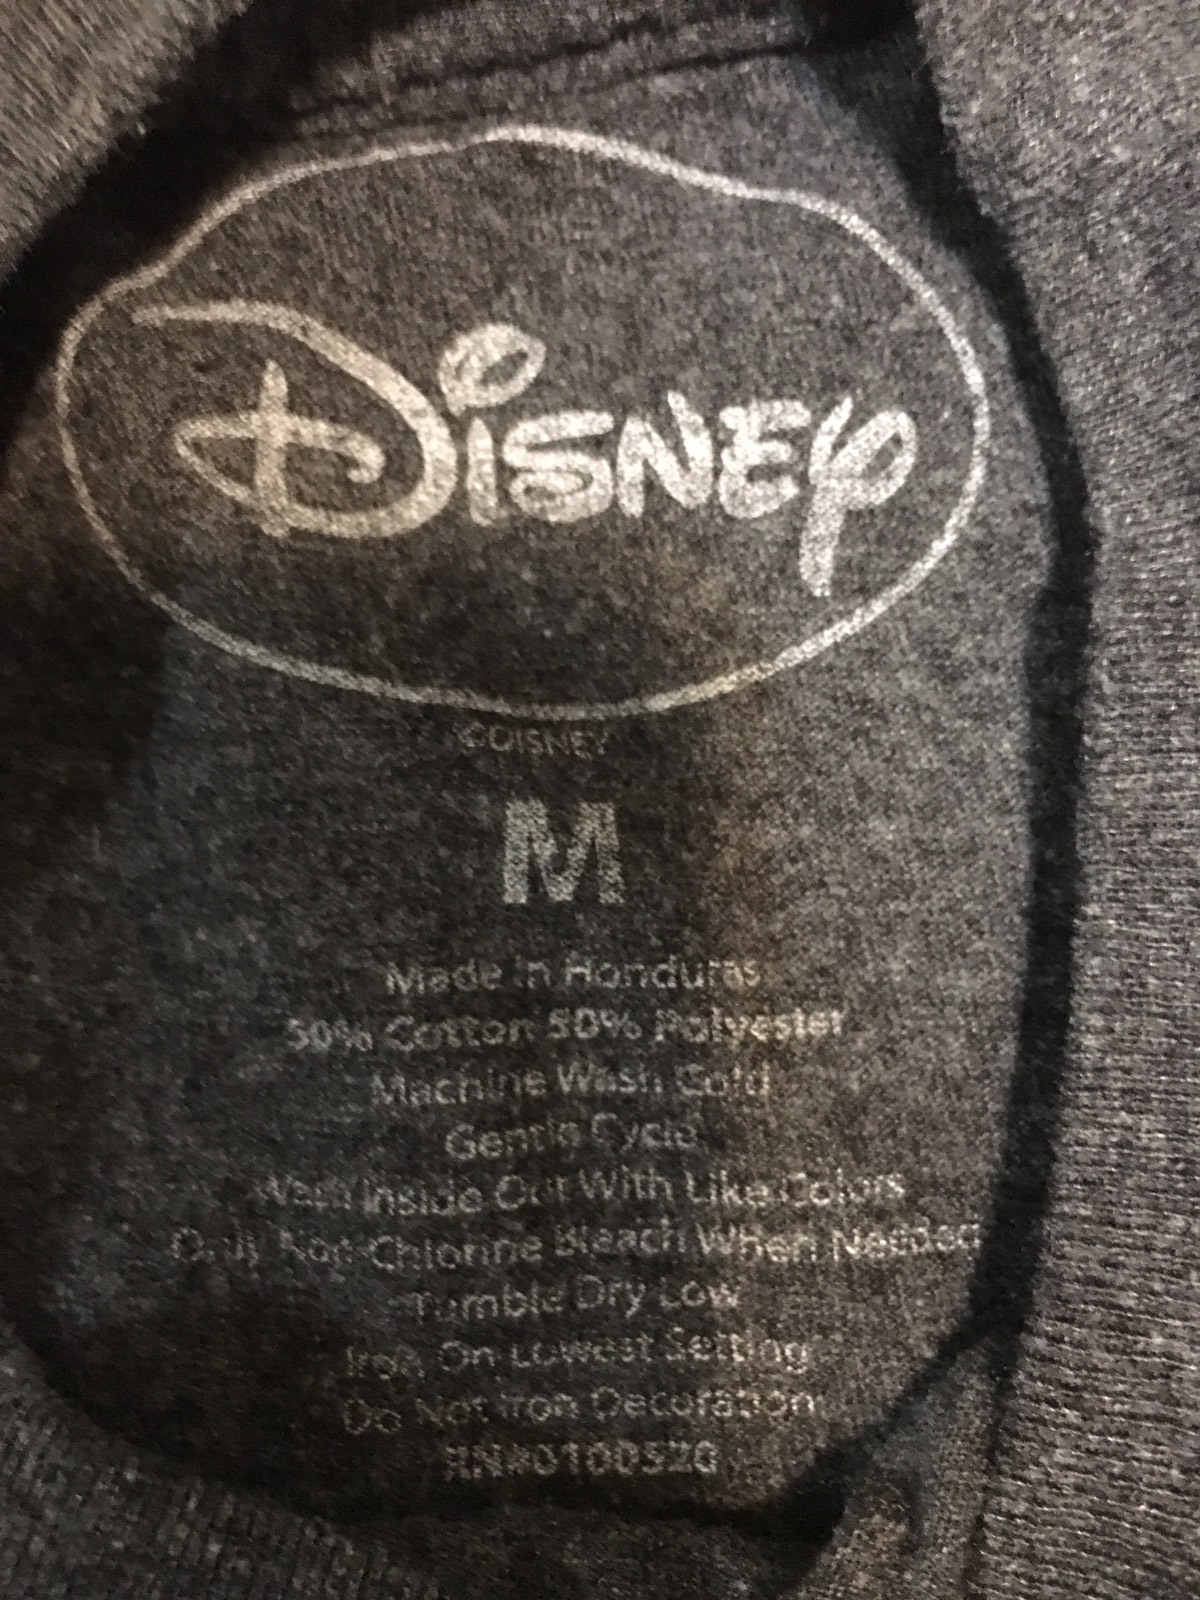 Disney
©DISNEY
M
Made in Honduras
50% Cotton 50% Polyester
Machine Wash Cold
Gentle Cycle
Wash Inside Out With Like Colors
Only Non-Chlorine Bleach When Needed
Tumble Dry Low
Iron On Lowest Setting
Do Not Iron Decoration
RN#0100520